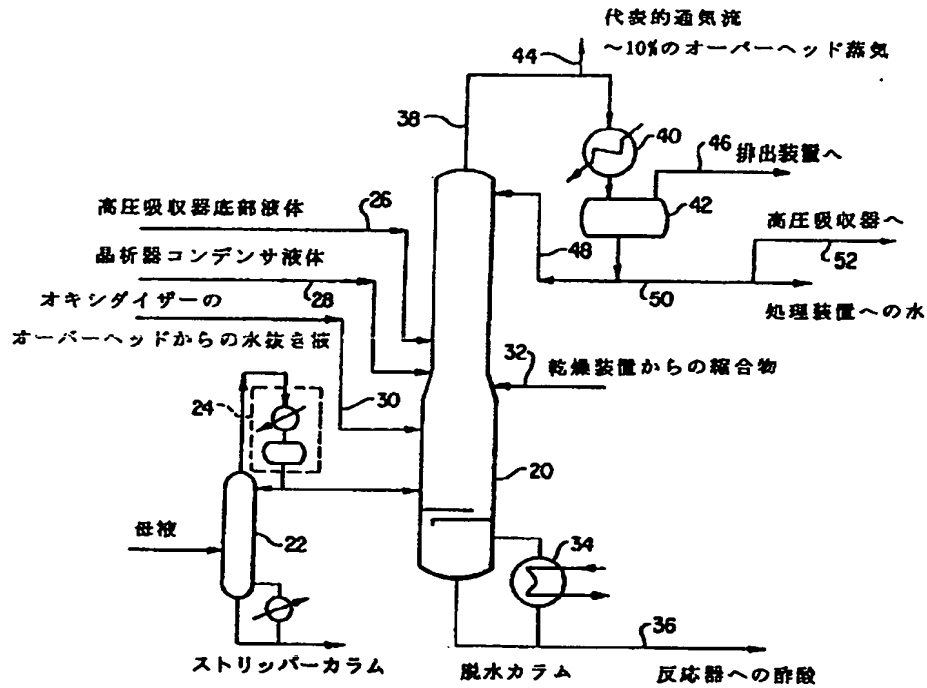 代表的通気流
~10%のオーバーヘッド蒸気
44
38
40
46
排出装置へ
高圧吸収器底部液体
26
42
高圧吸収器へ
晶析器コンデンサ液体
48
52
28
50
オキシダイザーの
処理装置への水
オーバーヘッドからの水抜き液
32
乾燥装置からの縮合物
24
30
20
母液
22
34
36
ストリッパーカラム
脱水カラム
反応器への酢酸